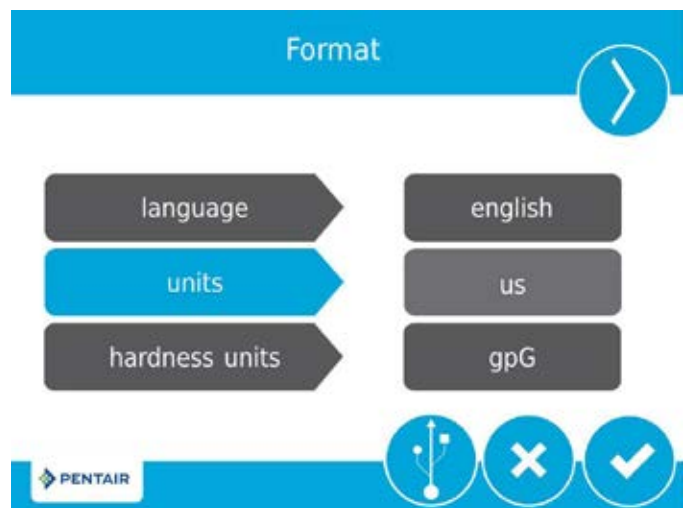 Format
language english
units us
hardness units gpG
PENTAIR